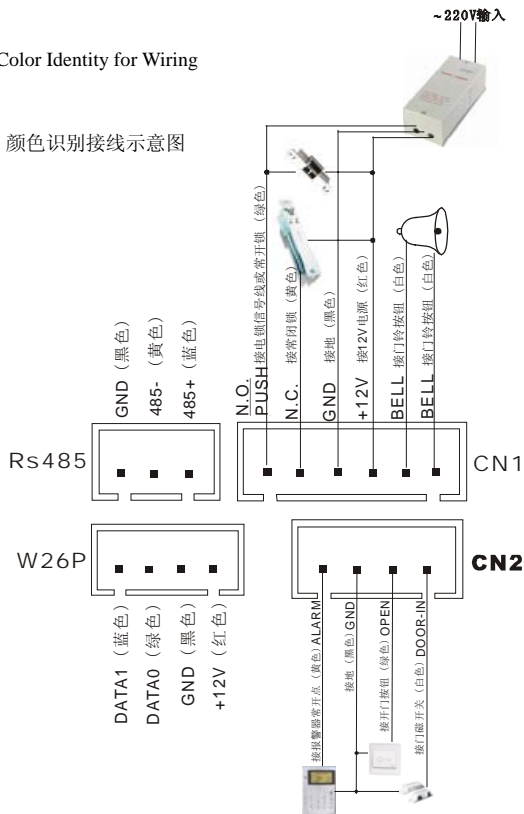 ~220V输入
Color Identity for Wiring
颜色识别接线示意图
GND (黑色)
485- (黄色)
485+ (蓝色)
N.O.
PUSH 接电锁信号线或常开锁 (绿色)
N.C. 接常闭锁 (黄色)
GND 接地 (黑色)
+12V 接12V电源 (红色)
BELL 接门铃按钮 (白色)
BELL 接门铃按钮 (白色)
Rs485
CN1
W26P
CN2
DATA1 (蓝色)
DATA0 (绿色)
GND (黑色)
+12V (红色)
接报警器常开点 (黄色) ALARM
接地 (黑色) GND
接开门按钮 (绿色) OPEN
接门磁开关 (白色) DOOR-IN